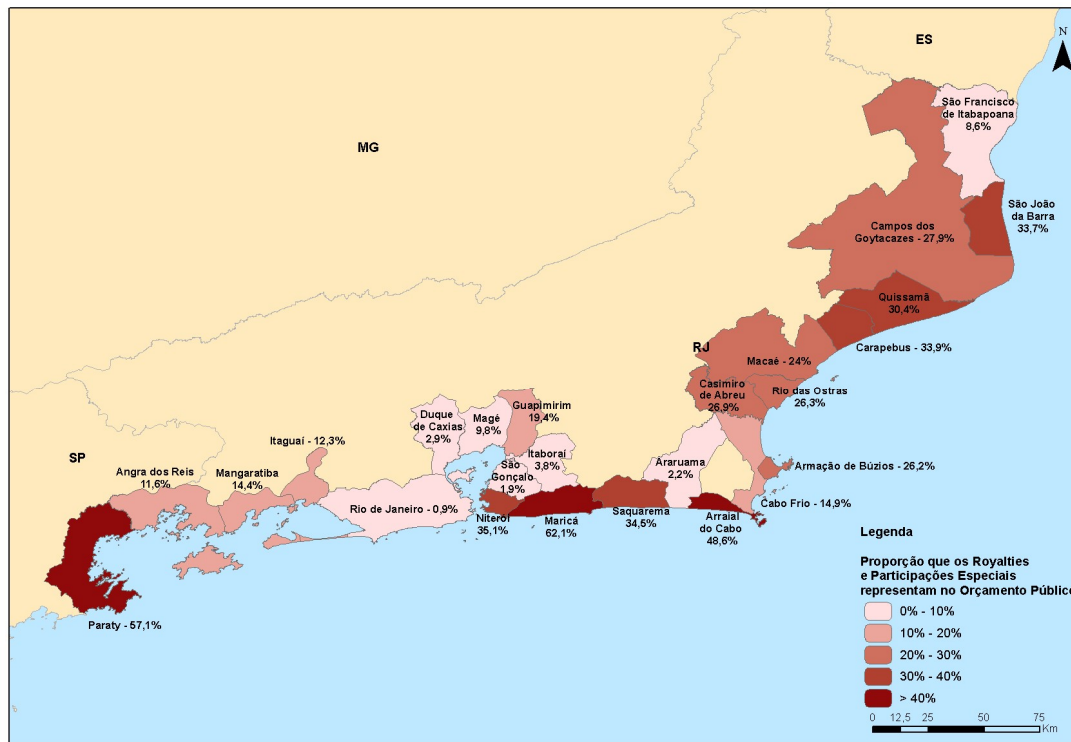 ES
N
São Francisco
de Itabapoana
8,6%
MG
São João
da Barra
33,7%
Campos dos
Goytacazes - 27,9%
Quissamã
30,4%
RJ
Carapebus - 33,9%
Macaé - 24%
Casimiro
de Abreu
26,9%
Rio das Ostras
26,3%
Guapimirim
19,4%
Duque
de Caxias
2,9%
Magé
9,8%
Itaguaí - 12,3%
Itaboraí
3,8%
SP
Angra dos Reis
11,6%
Mangaratiba
14,4%
São
Gonçalo
1,9%
Araruama
2,2%
Armação de Búzios - 26,2%
Rio de Janeiro - 0,9%
Niterói
35,1%
Maricá
62,1%
Saquarema
34,5%
Arraial
do Cabo
48,6%
Cabo Frio - 14,9%
Paraty - 57,1%
Legenda
Proporção que os Royalties
e Participações Especiais
representam no Orçamento Público
0% - 10%
10% - 20%
20% - 30%
30% - 40%
> 40%
0 12,5 25 50 75
Km